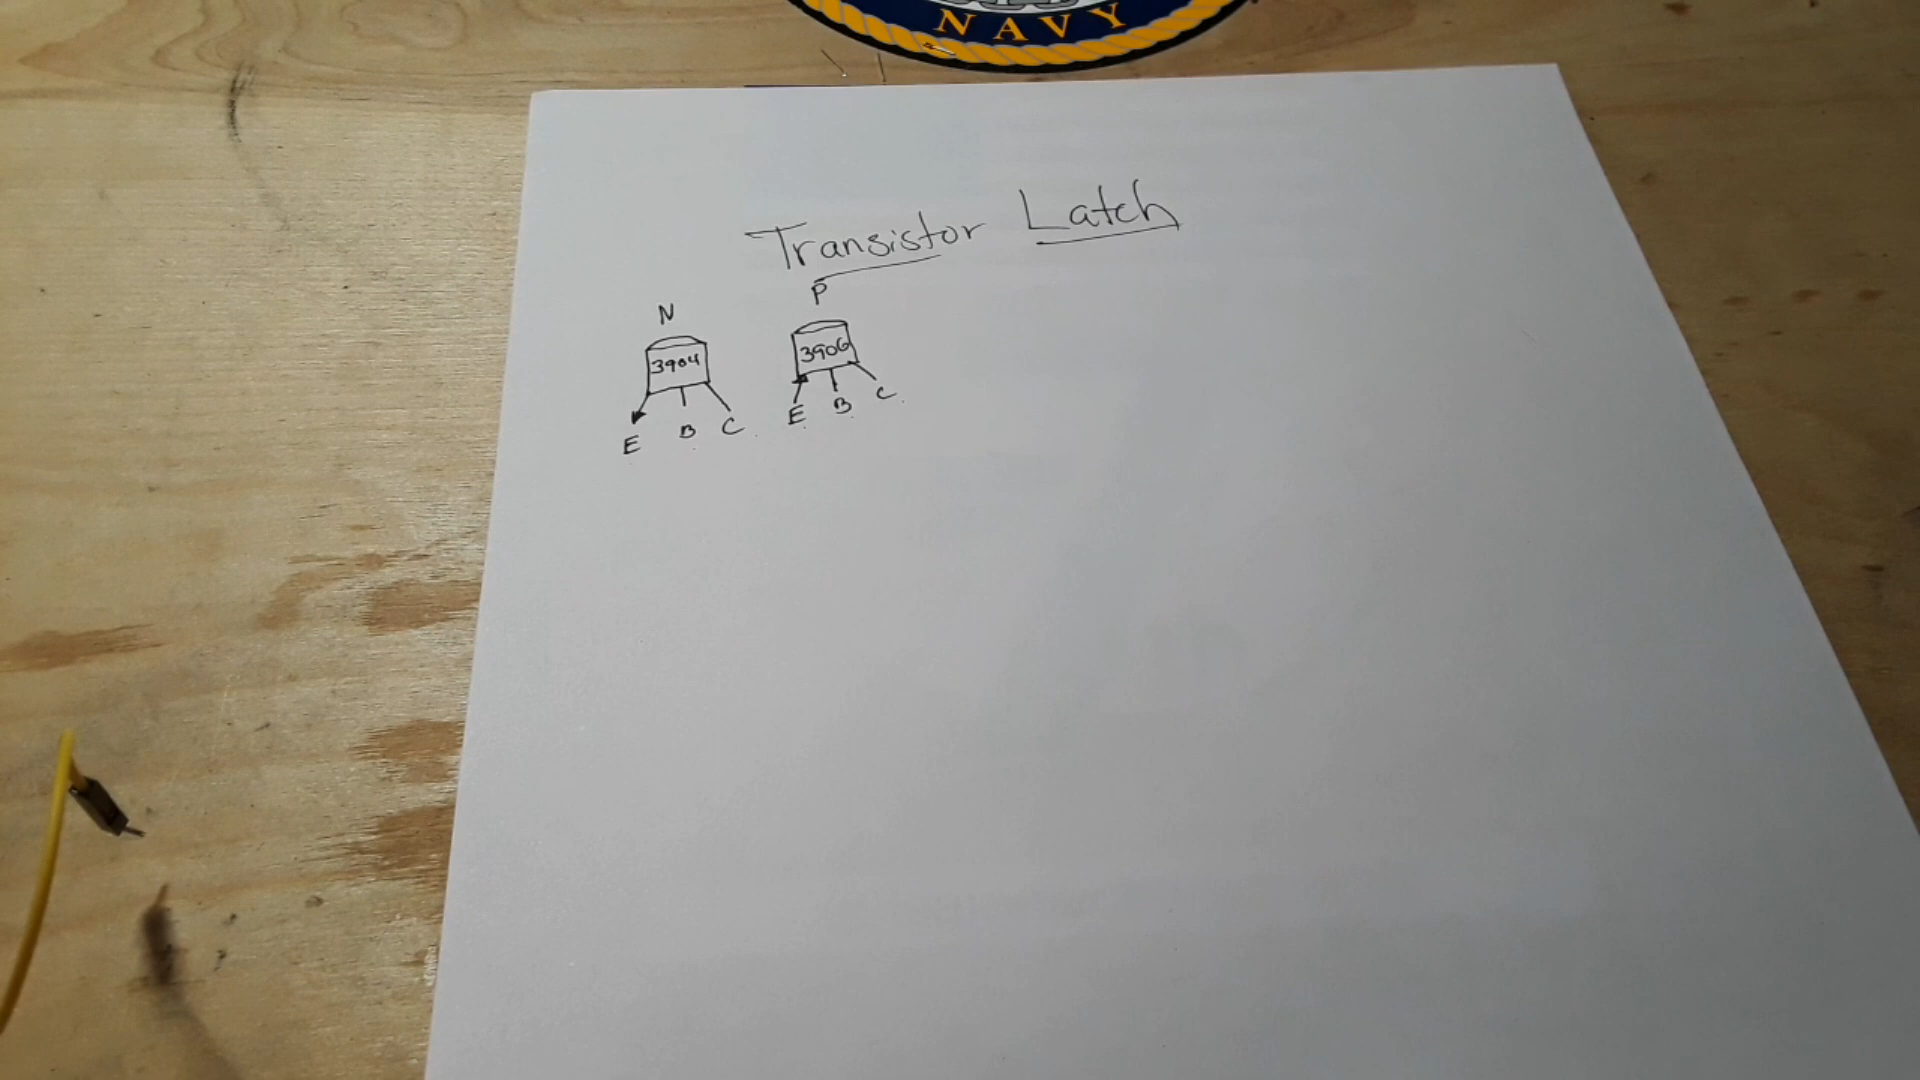 NAVY
Transistor Latch
N P
3904 3906
E B C E B C